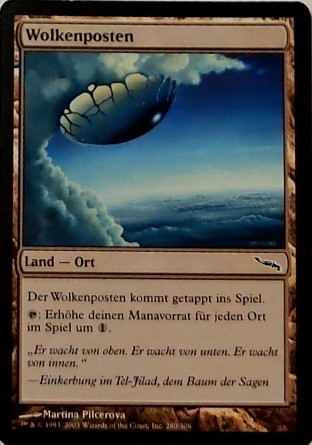 Wolkenposten
Land — Ort
Der Wolkenposten kommt getappt ins Spiel.
: Erhöhe deinen Manavorrat für jeden Ort
im Spiel um 1.
„Er wacht von oben. Er wacht von unten. Er wacht
von innen."
—Einkerbung im Tel-Jilad, dem Baum der Sagen
Martina Pilcerova
™ & © 1993–2003 Wizards of the Coast, Inc. 280/306